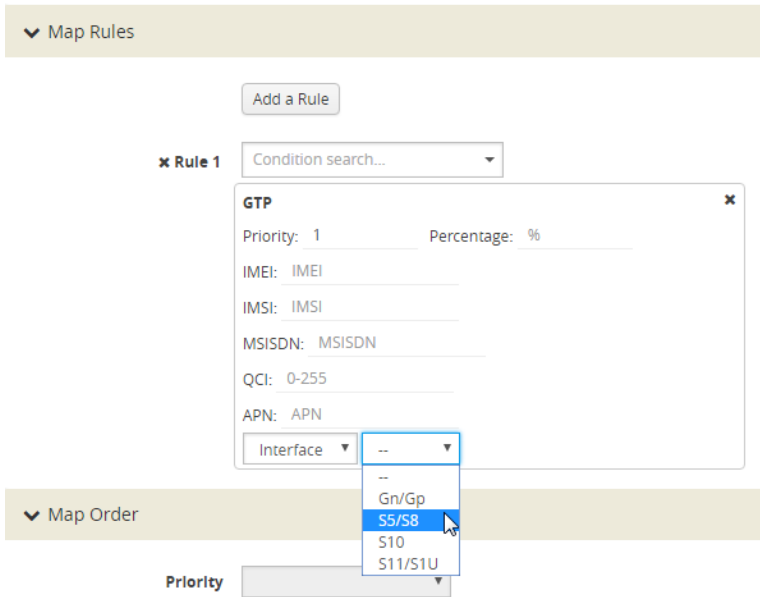 Map Rules
Add a Rule
Rule 1 Condition search...
GTP
Priority: 1 Percentage: %
IMEI: IMEI
IMSI: IMSI
MSISDN: MSISDN
QCI: 0-255
APN: APN
Interface --
--
Gn/Gp
Map Order
S5/S8
S10
S11/S1U
Priority